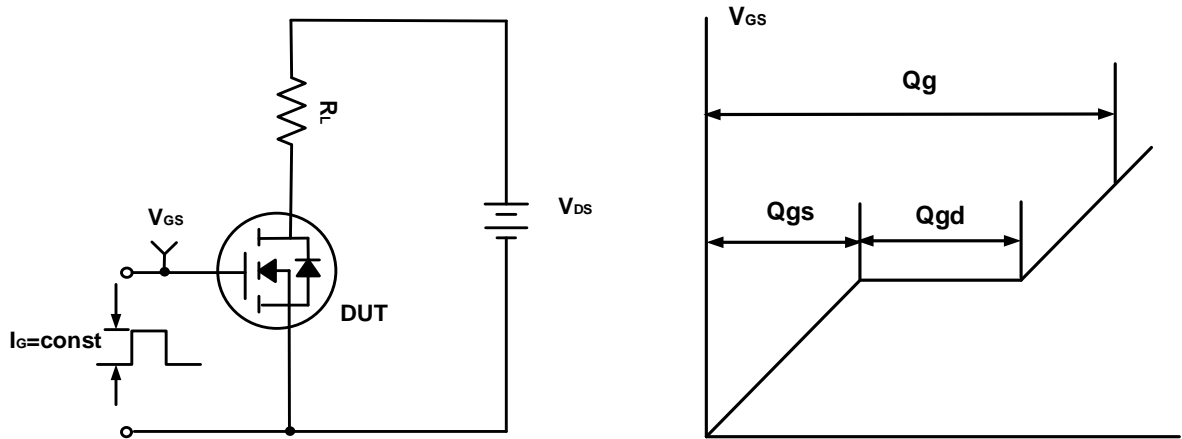 RL
VGS
VDS
DUT
IG=const
VGS
Qg
Qgs
Qgd